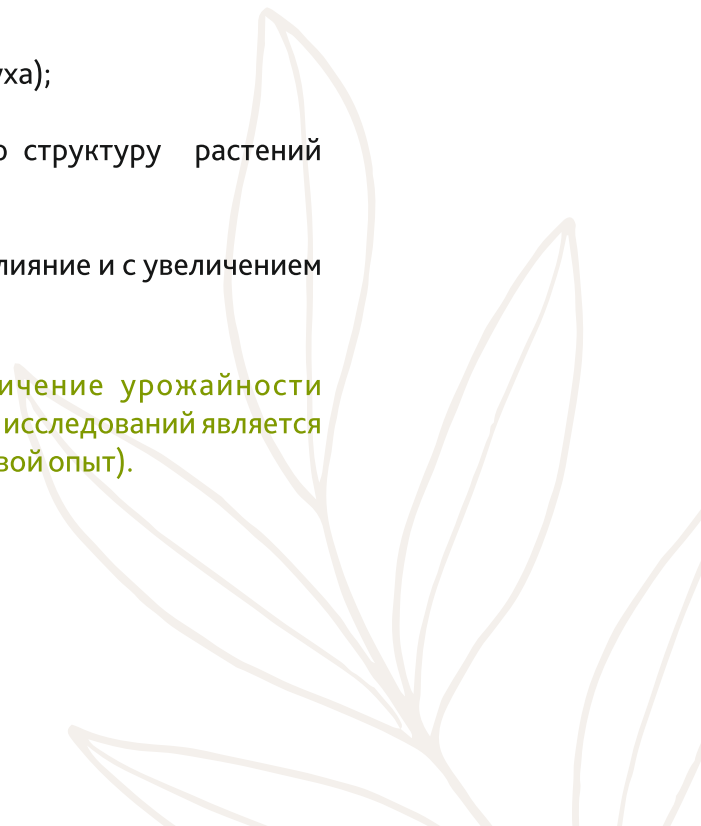 уха);
о структуру растений
лияние и с увеличением
ичение урожайности
исследований является
вой опыт).